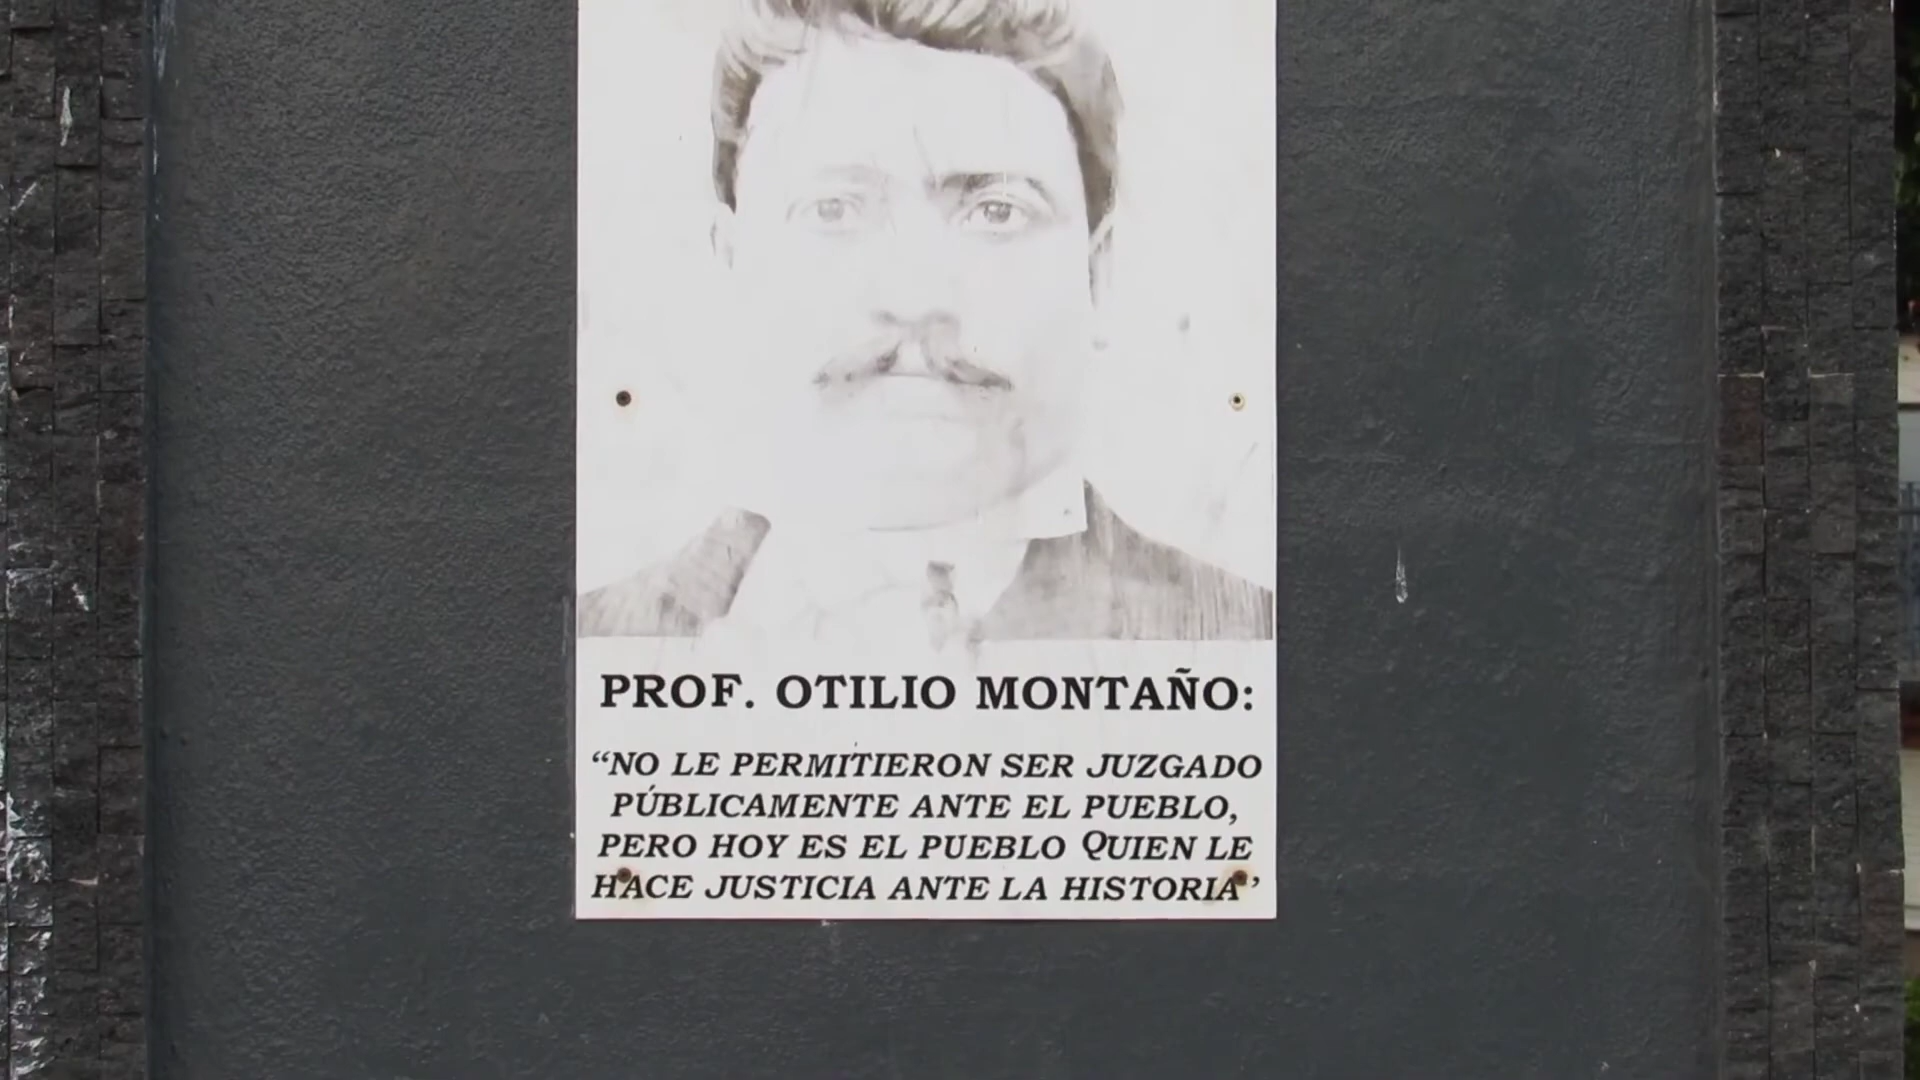 PROF. OTILIO MONTAÑO:
“NO LE PERMITIERON SER JUZGADO
PÚBLICAMENTE ANTE EL PUEBLO,
PERO HOY ES EL PUEBLO QUIEN LE
HACE JUSTICIA ANTE LA HISTORIA”